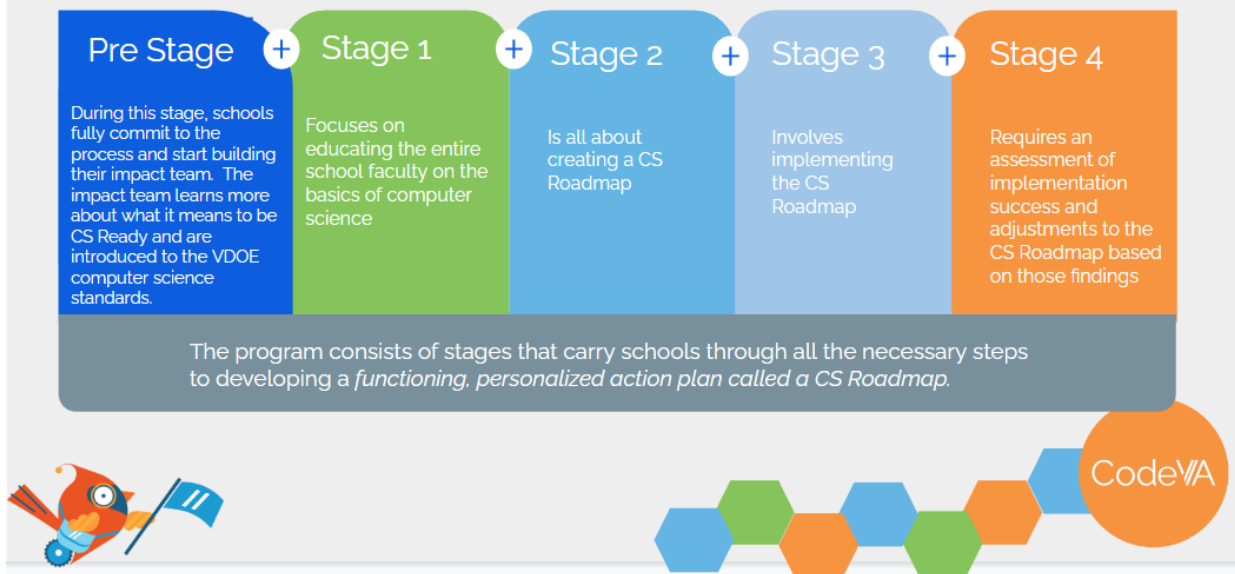 Pre Stage
During this stage, schools
fully commit to the
process and start building
their impact team. The
impact team learns more
about what it means to be
CS Ready and are
introduced to the VDOE
computer science
standards.
Stage 1
Focuses on
educating the entire
school faculty on the
basics of computer
science
Stage 2
Is all about
creating a CS
Roadmap
Stage 3
Involves
implementing
the CS
Roadmap
Stage 4
Requires an
assessment of
implementation
success and
adjustments to the
CS Roadmap based
on those findings
The program consists of stages that carry schools through all the necessary steps
to developing a functioning, personalized action plan called a CS Roadmap.
CodeVA